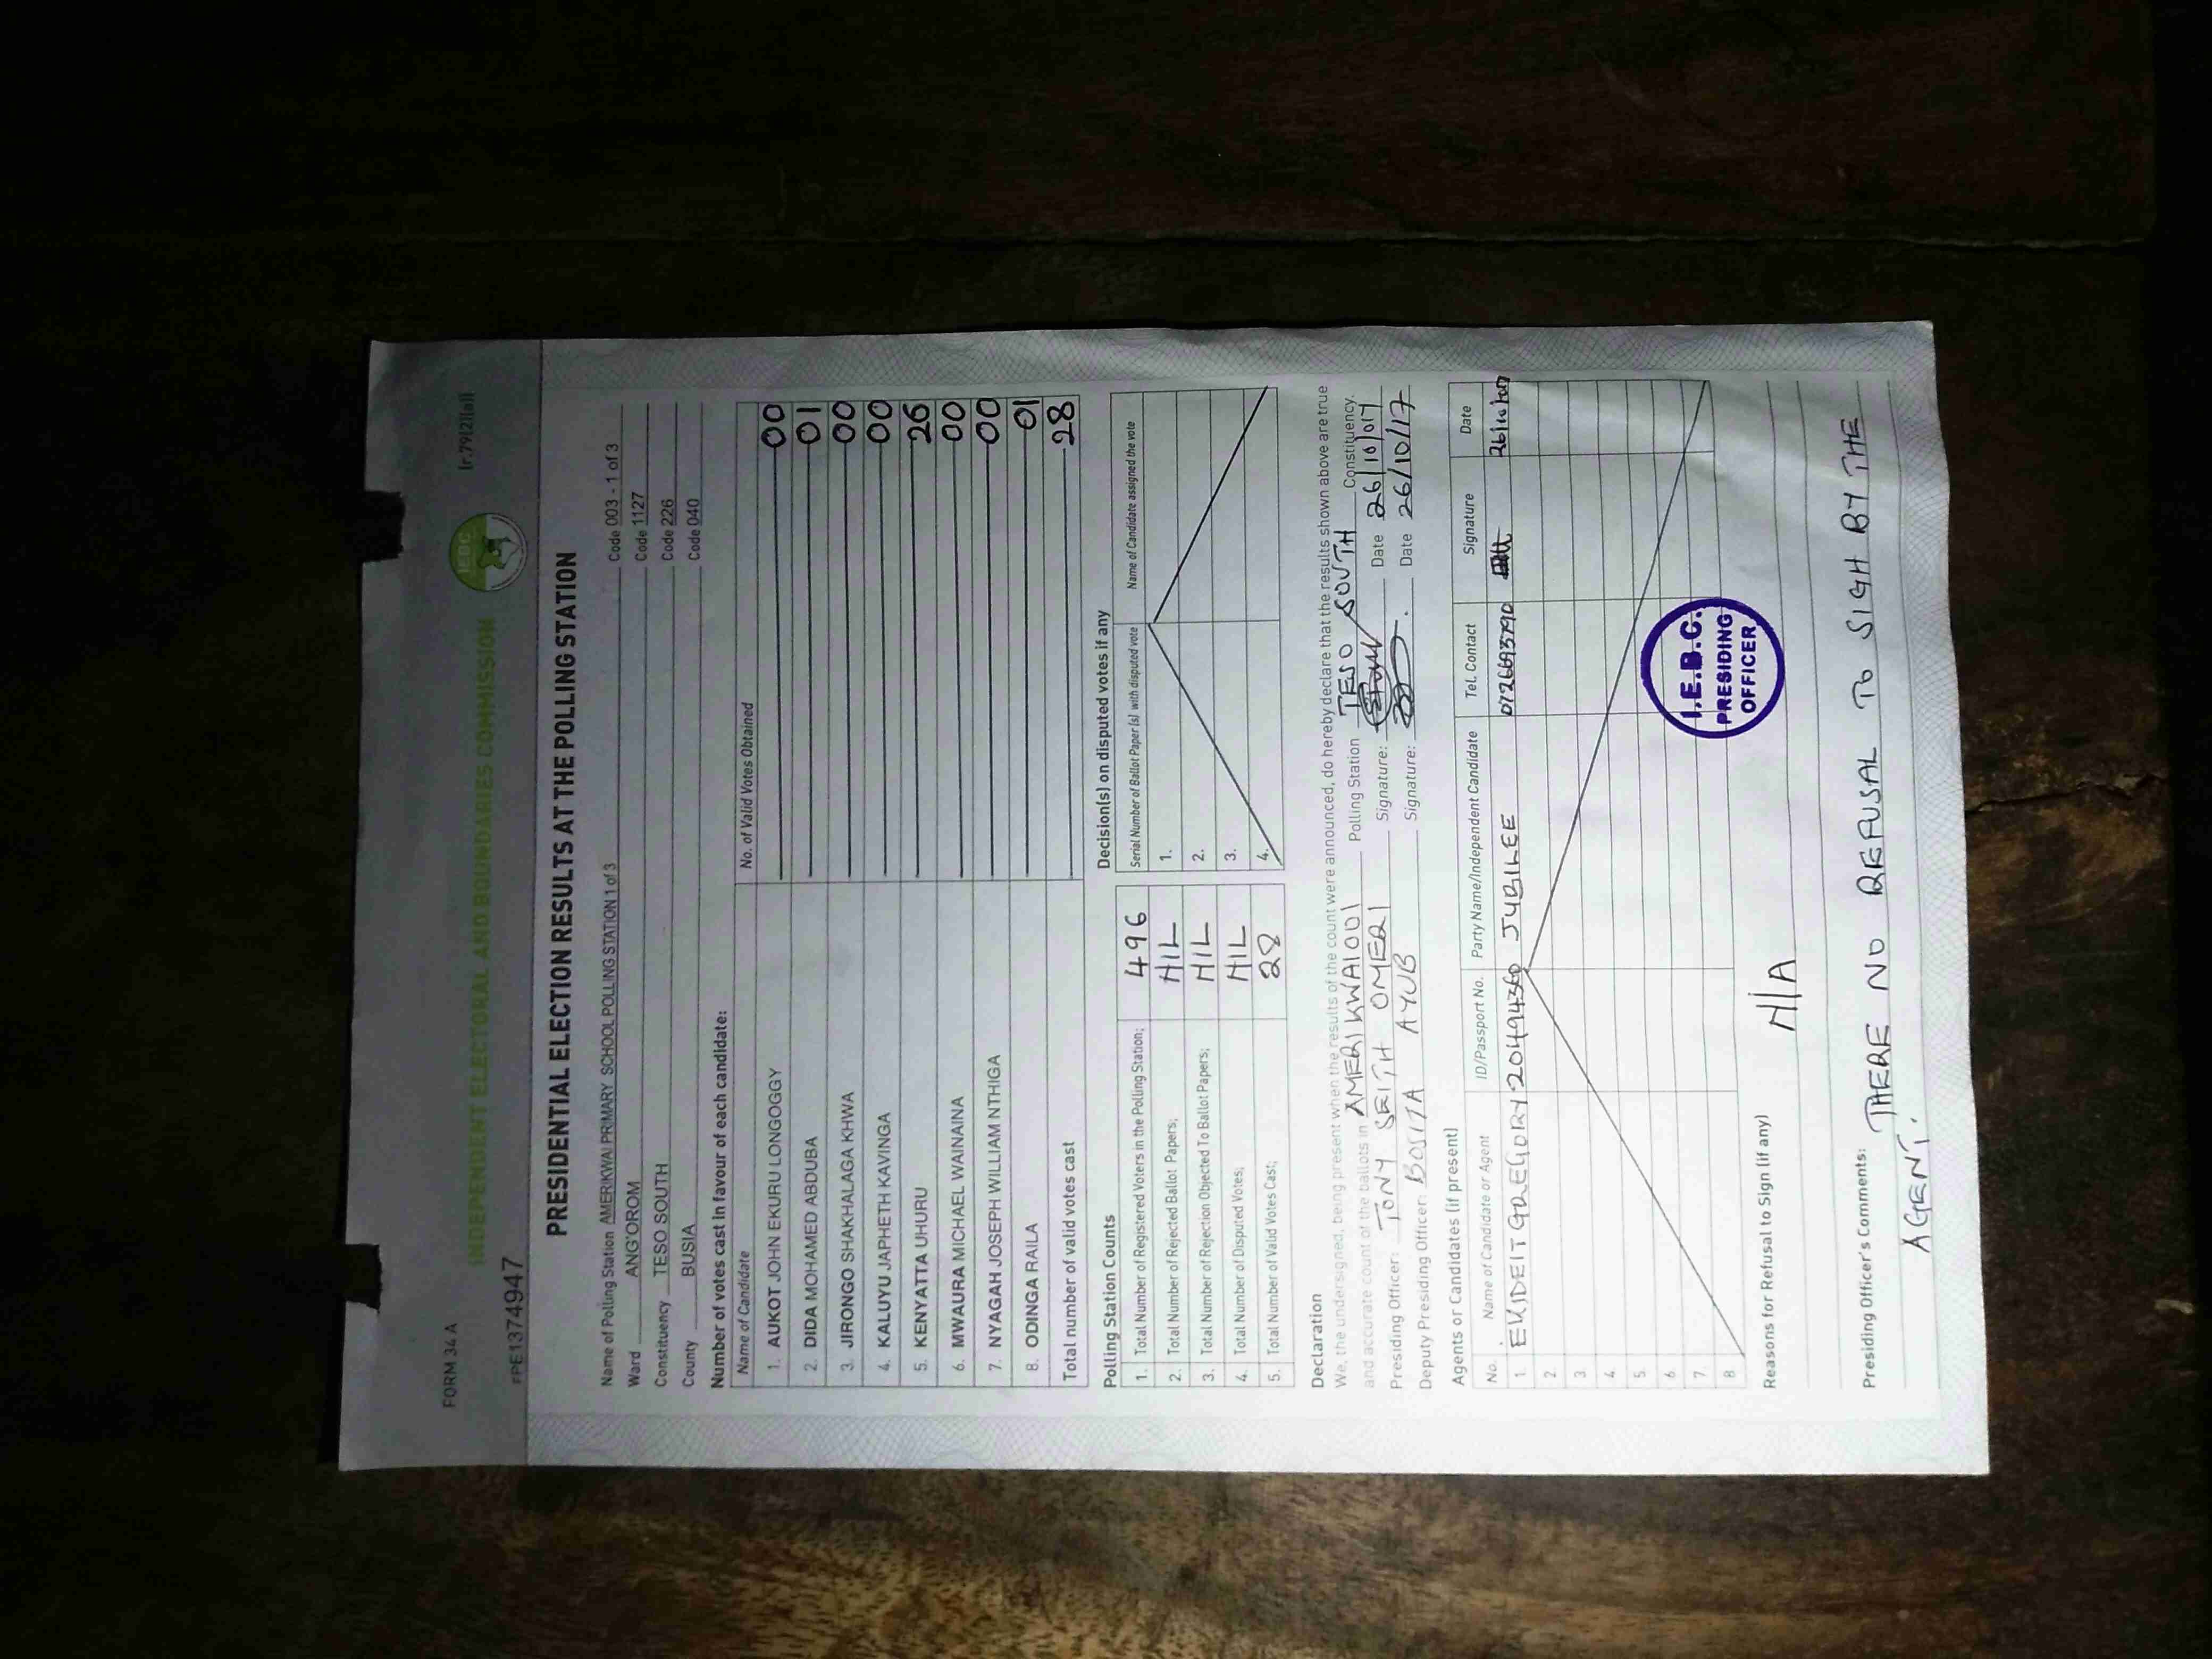 FORM 34 A
(r.79(2)(a))
INDEPENDENT ELECTORAL AND BOUNDARIES COMMISSION
IEBC
PPE1374947
PRESIDENTIAL ELECTION RESULTS AT THE POLLING STATION
Name of Polling Station AMERIKWAI PRIMARY SCHOOL POLLING STATION 1 of 3 Code 003 - 1 of 3
Ward ANG'OROM Code 1127
Constituency TESO SOUTH Code 226
County BUSIA Code 040
Number of votes cast in favour of each candidate:
Name of Candidate No. of Valid Votes Obtained
1. AUKOT JOHN EKURU LONGOGGY 00
2. DIDA MOHAMED ABDUBA 01
3. JIRONGO SHAKHALAGA KHWA 00
4. KALUYU JAPHETH KAVINGA 00
5. KENYATTA UHURU 26
6. MWAURA MICHAEL WAINAINA 00
7. NYAGAH JOSEPH WILLIAM NTHIGA 00
8. ODINGA RAILA 01
Total number of valid votes cast 28
Polling Station Counts
1. Total Number of Registered Voters in the Polling Station; 496
2. Total Number of Rejected Ballot Papers; NIL
3. Total Number of Rejection Objected To Ballot Papers; NIL
4. Total Number of Disputed Votes; NIL
5. Total Number of Valid Votes Cast; 28
Decision(s) on disputed votes if any
Serial Number of Ballot Paper (s) with disputed vote Name of Candidate assigned the vote
1.
2.
3.
4.
Declaration
We, the undersigned, being present when the results of the count were announced, do hereby declare that the results shown above are true
and accurate count of the ballots in AMERIKWAI 001 Polling Station TESO SOUTH Constituency.
Presiding Officer: TONY SEITH OMERI Signature: Date 26/10/017
Deputy Presiding Officer: BOSIJA AYUB Signature: Date 26/10/17
Agents or Candidates (if present)
No. Name of Candidate or Agent ID/Passport No. Party Name/Independent Candidate Tel. Contact Signature Date
1 EKIDEIT GREGORY 20494360 JUBILEE 0726693790
2
3
4
5
6
7
8
I.E.B.C.
PRESIDING
OFFICER
Reasons for Refusal to Sign (if any)
N/A
Presiding Officer's Comments: THERE NO REFUSAL TO SIGN BY THE
AGENT.